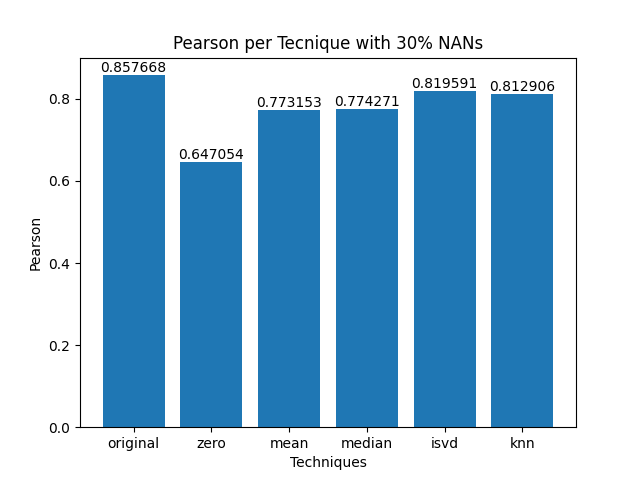 Pearson per Tecnique with 30% NANs
0.857668
0.647054
0.773153
0.774271
0.819591
0.812906
0.8
0.6
0.4
0.2
0.0
Pearson
original zero mean median isvd knn
Techniques